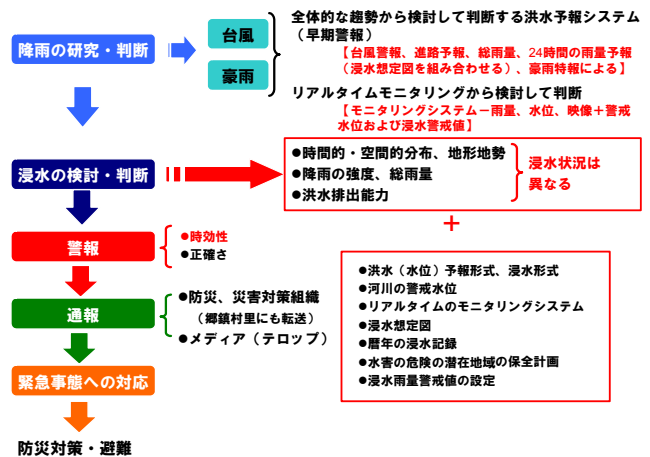 降雨の研究・判断
台風
豪雨
全体的な趨勢から検討して判断する洪水予報システム
（早期警報）
【台風警報、進路予報、総雨量、24時間の雨量予報
（浸水想定図を組み合わせる）、豪雨特報による】
リアルタイムモニタリングから検討して判断
【モニタリングシステム－雨量、水位、映像＋警戒
水位および浸水警戒値】
浸水の検討・判断
●時間的・空間的分布、地形地勢
●降雨の強度、総雨量
●洪水排出能力
浸水状況は
異なる
＋
警報
●時効性
●正確さ
通報
●防災、災害対策組織
（郷鎮村里にも転送）
●メディア（テロップ）
●洪水（水位）予報形式、浸水形式
●河川の警戒水位
●リアルタイムのモニタリングシステム
●浸水想定図
●暦年の浸水記録
●水害の危険の潜在地域の保全計画
●浸水雨量警戒値の設定
緊急事態への対応
防災対策・避難